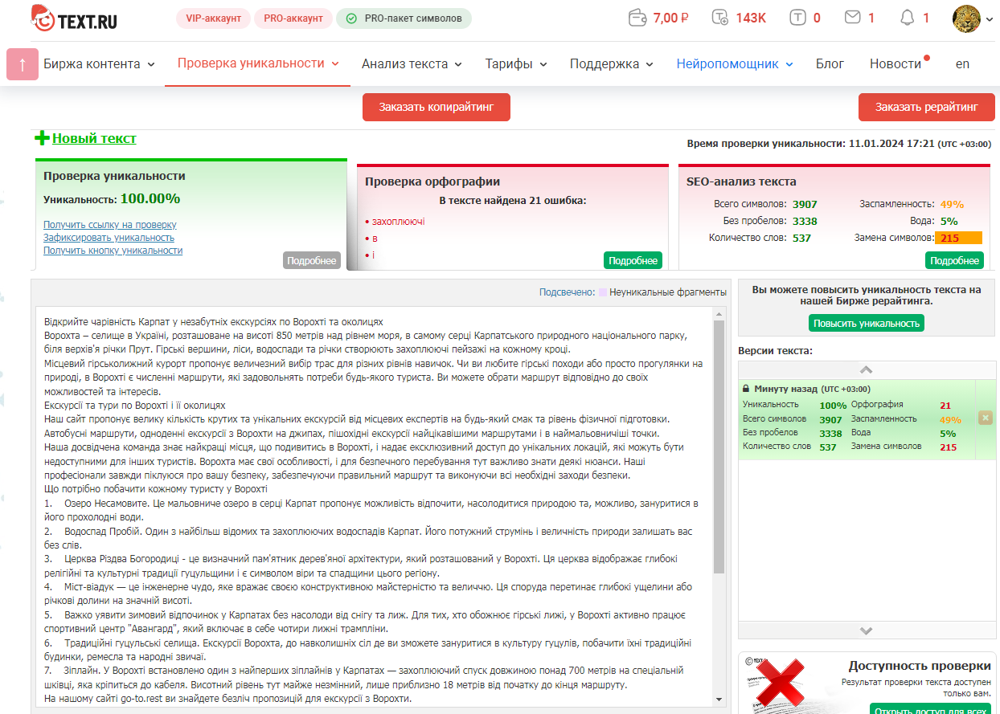 TEXT.RU
VIP-аккаунт PRO-аккаунт PRO-пакет символов 7,00 ₽ 143K 0 1 1
Биржа контента Проверка уникальности Анализ текста Тарифы Поддержка Нейропомощник Блог Новости en
Заказать копирайтинг Заказать рерайтинг
Новый текст
Время проверки уникальности: 11.01.2024 17:21 (UTC +03:00)
Проверка уникальности
Уникальность: 100.00%
Получить ссылку на проверку
Зафиксировать уникальность
Получить кнопку уникальности
Подробнее
Проверка орфографии
В тексте найдена 21 ошибка:
• захоплюючі
• в
• і
Подробнее
SEO-анализ текста
Всего символов: 3907 Заспамленность: 49%
Без пробелов: 3338 Вода: 5%
Количество слов: 537 Замена символов: 215
Подробнее
Подсвечено: Неуникальные фрагменты
Відкрийте чарівність Карпат у незабутніх екскурсіях по Ворохті та околицях
Ворохта – селище в Україні, розташоване на висоті 850 метрів над рівнем моря, в самому серці Карпатського природного національного парку,
біля верхів'я річки Прут. Гірські вершини, ліси, водоспади та річки створюють захоплюючі пейзажі на кожному кроці.
Місцевий гірськолижний курорт пропонує величезний вибір трас для різних рівнів навичок. Чи ви любите гірські походи або просто прогулянки на
природі, в Ворохті є численні маршрути, які задовольнять потреби будь-якого туриста. Ви можете обрати маршрут відповідно до своїх
можливостей та інтересів.
Екскурсії та тури по Ворохті і її околицях
Наш сайт пропонує велику кількість крутих та унікальних екскурсій від місцевих експертів на будь-який смак та рівень фізичної підготовки.
Автобусні маршрути, одноденні екскурсії з Ворохти на джипах, пішохідні екскурсії найцікавішими маршрутами і в наймальовничіші точки.
Наша досвідчена команда знає найкращі місця, що подивитись в Ворохті, і надає ексклюзивний доступ до унікальних локацій, які можуть бути
недоступними для інших туристів. Ворохта має свої особливості, і для безпечного перебування тут важливо знати деякі нюанси. Наші
професіонали завжди піклуюся про вашу безпеку, забезпечуючи правильний маршрут та виконуючи всі необхідні заходи безпеки.
Що потрібно побачити кожному туристу у Ворохті
1. Озеро Несамовите. Це мальовниче озеро в серці Карпат пропонує можливість відпочити, насолодитися природою та, можливо, зануритися в
його прохолодні води.
2. Водоспад Пробій. Один з найбільш відомих та захоплюючих водоспадів Карпат. Його потужний струмінь і величність природи залишать вас
без слів.
3. Церква Різдва Богородиці - це визначний пам'ятник дерев'яної архітектури, який розташований у Ворохті. Ця церква відображає глибокі
релігійні та культурні традиції гуцульщини і є символом віри та спадщини цього регіону.
4. Міст-віадук — це інженерне чудо, яке вражає своєю конструктивною майстерністю та величчю. Ця споруда перетинає глибокі ущелини або
річкові долини на значній висоті.
5. Важко уявити зимовий відпочинок у Карпатах без насолоди від снігу та лиж. Для тих, хто обожнює гірські лижі, у Ворохті активно працює
спортивний центр "Авангард", який включає в себе чотири лижні трампліни.
6. Традиційні гуцульські селища. Екскурсії Ворохта, до навколишніх сіл де ви зможете зануритися в культуру гуцулів, побачити їхні традиційні
будинки, ремесла та народні звичаї.
7. Зіплайн. У Ворохті встановлено один з найперших зіплайнів у Карпатах — захоплюючий спуск довжиною понад 700 метрів на спеціальній
шківці, яка кріпиться до кабеля. Висотний рівень тут майже незмінний, лише приблизно 18 метрів від початку до кінця маршруту.
На нашому сайті go-to.rest ви знайдете безліч пропозицій для екскурсії з Ворохти.
Вы можете повысить уникальность текста на
нашей Бирже рерайтинга.
Повысить уникальность
Версии текста:
Минуту назад (UTC +03:00)
Уникальность 100% Орфография 21
Всего символов 3907 Заспамленность 49%
Без пробелов 3338 Вода 5%
Количество слов 537 Замена символов 215
Доступность проверки
Результат проверки текста доступен
только вам.
Открыть доступ для всех